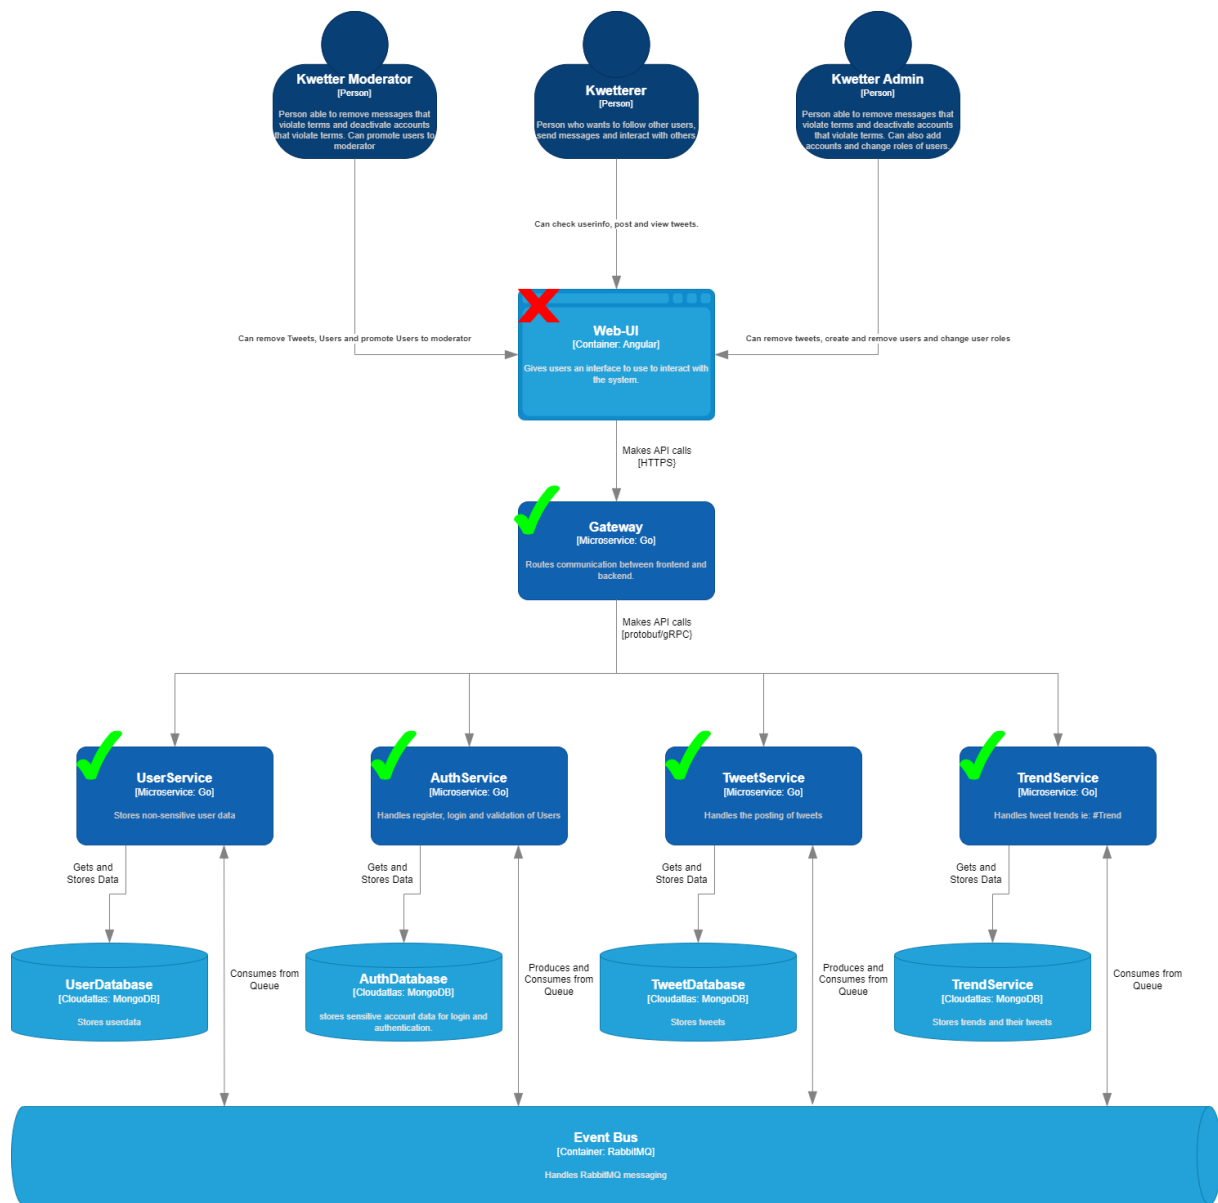 Kwetter Moderator
[Person]
Person able to remove messages that
violate terms and deactivate accounts
that violate terms. Can promote users to
moderator
Kwetterer
[Person]
Person who wants to follow other users,
send messages and interact with others.
Kwetter Admin
[Person]
Person able to remove messages that
violate terms and deactivate accounts
that violate terms. Can also add
accounts and change roles of users.
Can check userinfo, post and view tweets.
Can remove Tweets, Users and promote Users to moderator
Web-UI
[Container: Angular]
Gives users an interface to use to interact with
the system.
Can remove tweets, create and remove users and change user roles
Makes API calls
[HTTPS}
Gateway
[Microservice: Go]
Routes communication between frontend and
backend.
Makes API calls
[protobuf/gRPC}
UserService
[Microservice: Go]
Stores non-sensitive user data
AuthService
[Microservice: Go]
Handles register, login and validation of Users
TweetService
[Microservice: Go]
Handles the posting of tweets
TrendService
[Microservice: Go]
Handles tweet trends ie: #Trend
Gets and
Stores Data
Gets and
Stores Data
Gets and
Stores Data
Gets and
Stores Data
UserDatabase
[Cloudatlas: MongoDB]
Stores userdata
Consumes from
Queue
AuthDatabase
[Cloudatlas: MongoDB]
stores sensitive account data for login and
authentication.
Produces and
Consumes from
Queue
TweetDatabase
[Cloudatlas: MongoDB]
Stores tweets
Produces and
Consumes from
Queue
TrendService
[Cloudatlas: MongoDB]
Stores trends and their tweets
Consumes from
Queue
Event Bus
[Container: RabbitMQ]
Handles RabbitMQ messaging